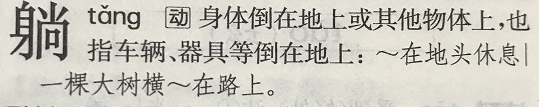 躺 tǎng 动 身体倒在地上或其他物体上,也
指车辆、器具等倒在地上:～在地头休息|
一棵大树横～在路上。